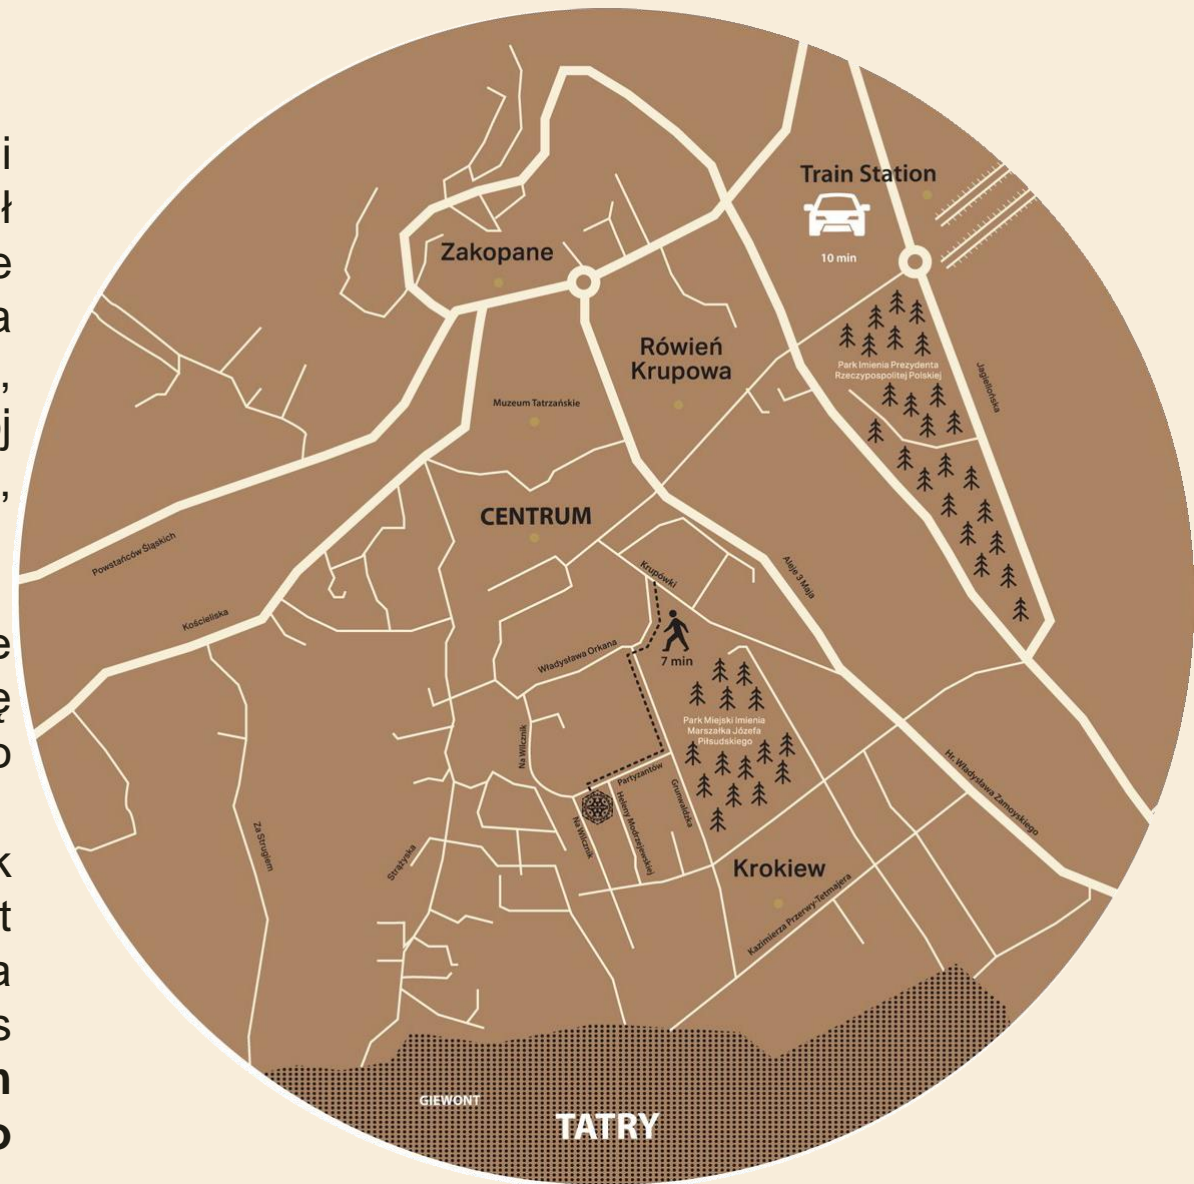 i
ł
e
a
,
j
,
e
ę
o
k
t
a
s
n
o
Train Station
10 min
Zakopane
Rówień
Krupowa
Park Imienia Prezydenta
Rzeczypospolitej Polskiej
Jagiellońska
Muzeum Tatrzańskie
CENTRUM
Powstańców Śląskich
Kościeliska
Krupówki
Aleje 3 Maja
7 min
Władysława Orkana
Park Miejski Imienia
Marszałka Józefa
Piłsudskiego
Na Wilcznik
Partyzantów
Grunwaldzka
Heleny Modrzejewskiej
Na Wilcznik
Hr. Władysława Zamoyskiego
Za Strugiem
Strążyska
Krokiew
Kazimierza Przerwy-Tetmajera
GIEWONT
TATRY